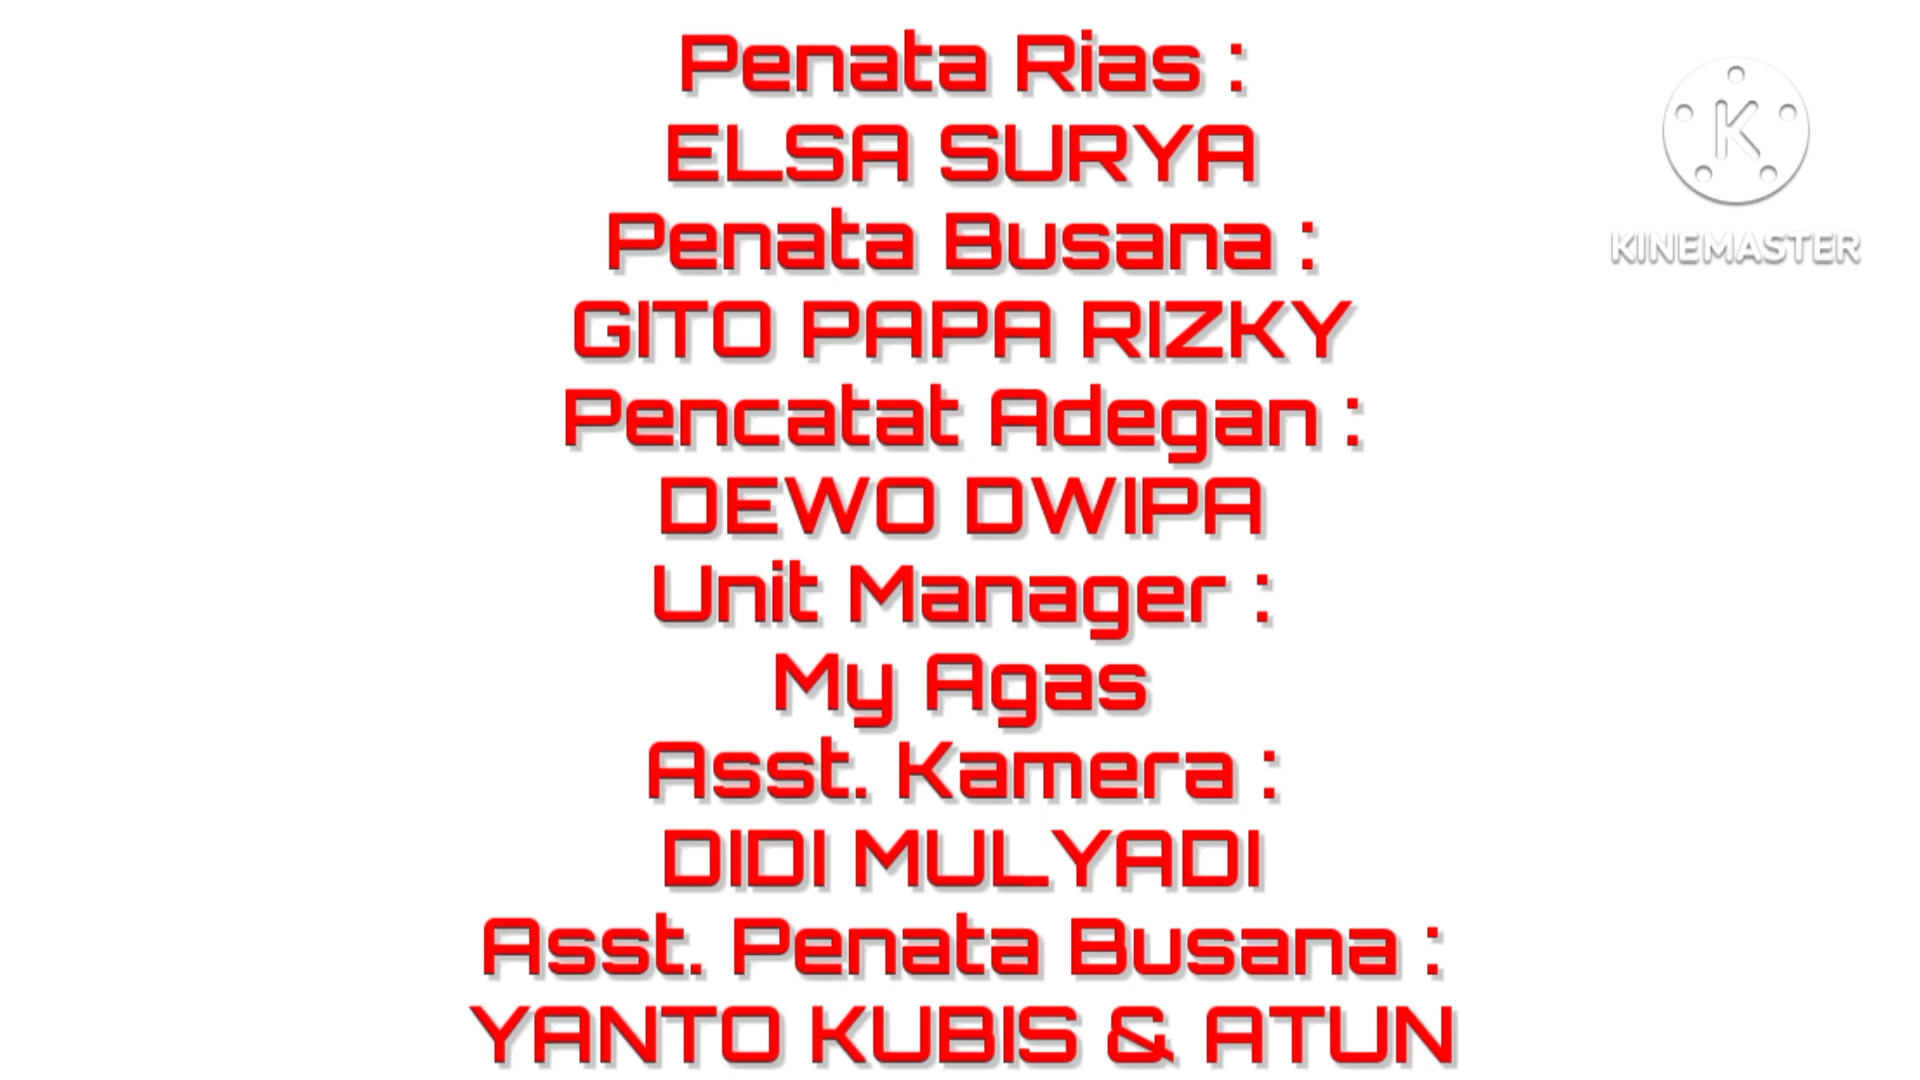 Penata Rias :
ELSA SURYA
Penata Busana :
GITO PAPA RIZKY
Pencatat Adegan :
DEWO DWIPA
Unit Manager :
My Agas
Asst. Kamera :
DIDI MULYADI
Asst. Penata Busana :
YANTO KUBIS & ATUN
K
KINEMASTER